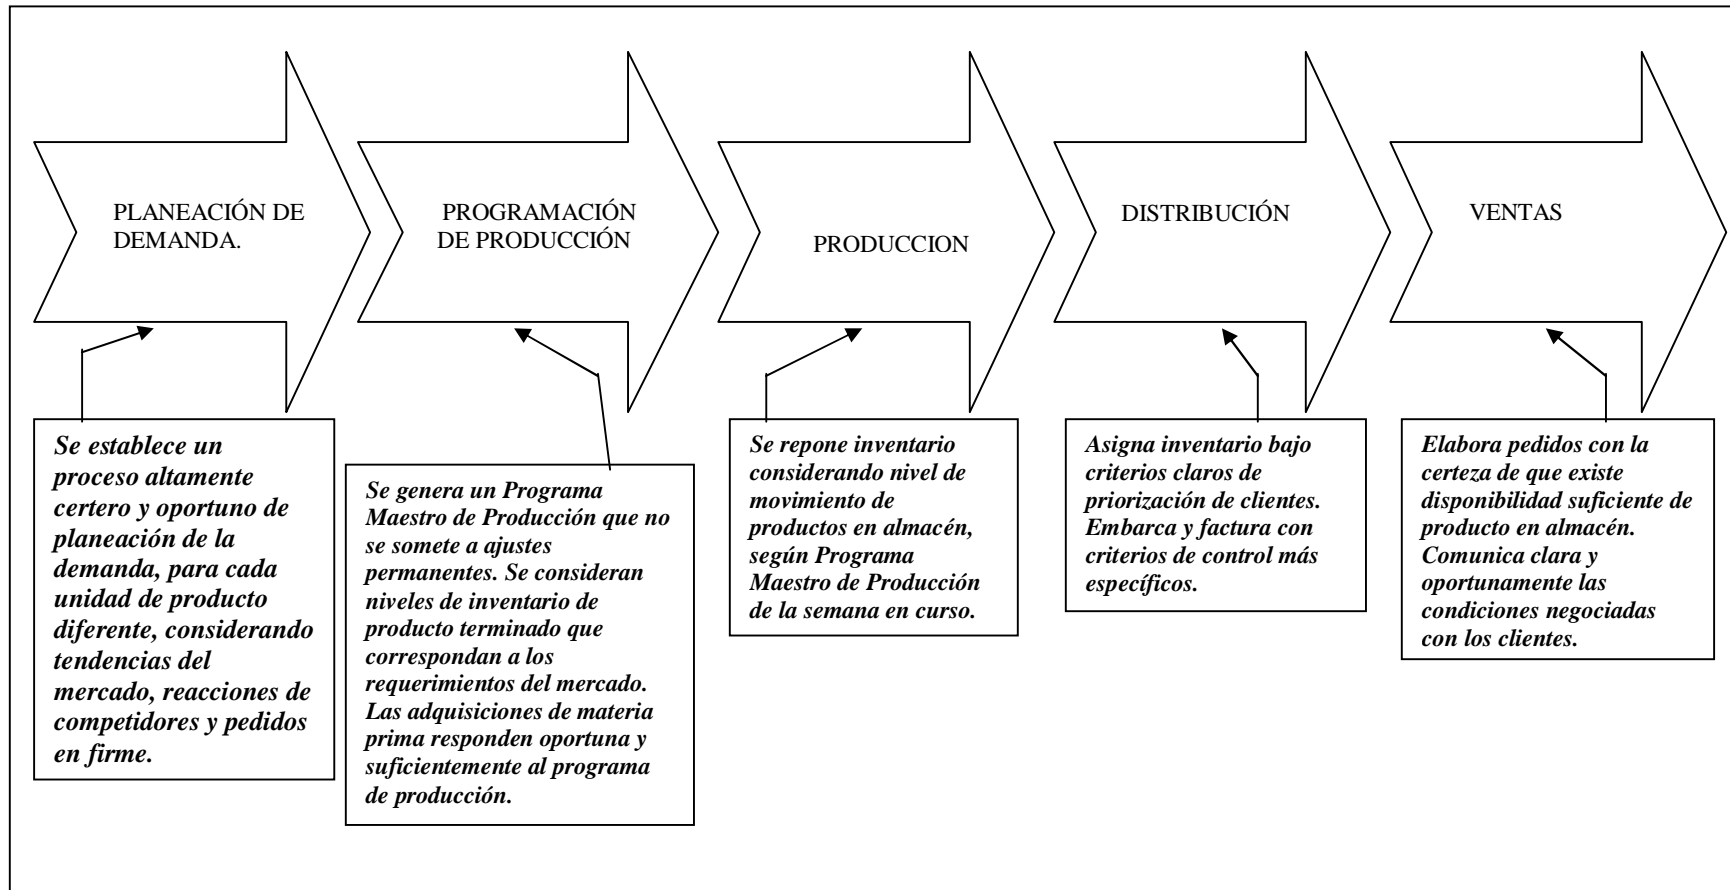 PLANEACIÓN DE
DEMANDA.
PROGRAMACIÓN
DE PRODUCCIÓN
PRODUCCION
DISTRIBUCIÓN
VENTAS
Se establece un
proceso altamente
certero y oportuno de
planeación de la
demanda, para cada
unidad de producto
diferente, considerando
tendencias del
mercado, reacciones de
competidores y pedidos
en firme.
Se genera un Programa
Maestro de Producción que no
se somete a ajustes
permanentes. Se consideran
niveles de inventario de
producto terminado que
correspondan a los
requerimientos del mercado.
Las adquisiciones de materia
prima responden oportuna y
suficientemente al programa
de producción.
Se repone inventario
considerando nivel de
movimiento de
productos en almacén,
según Programa
Maestro de Producción
de la semana en curso.
Asigna inventario bajo
criterios claros de
priorización de clientes.
Embarca y factura con
criterios de control más
específicos.
Elabora pedidos con la
certeza de que existe
disponibilidad suficiente de
producto en almacén.
Comunica clara y
oportunamente las
condiciones negociadas
con los clientes.